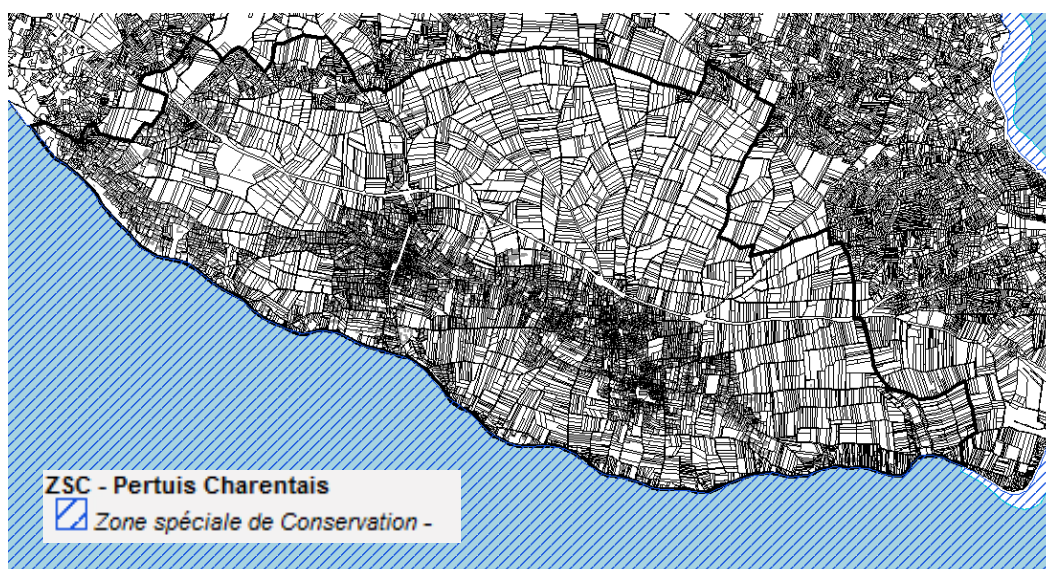 ZSC - Pertuis Charentais
Zone spéciale de Conservation -